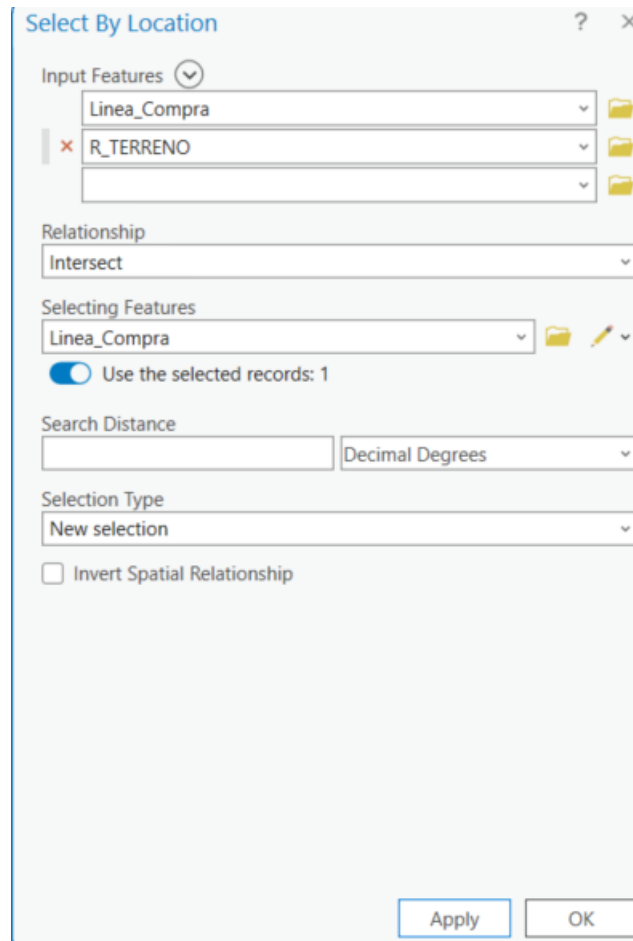 Select By Location ? ×
Input Features
Linea_Compra
R_TERRENO
Relationship
Intersect
Selecting Features
Linea_Compra
Use the selected records: 1
Search Distance
Decimal Degrees
Selection Type
New selection
Invert Spatial Relationship
Apply OK